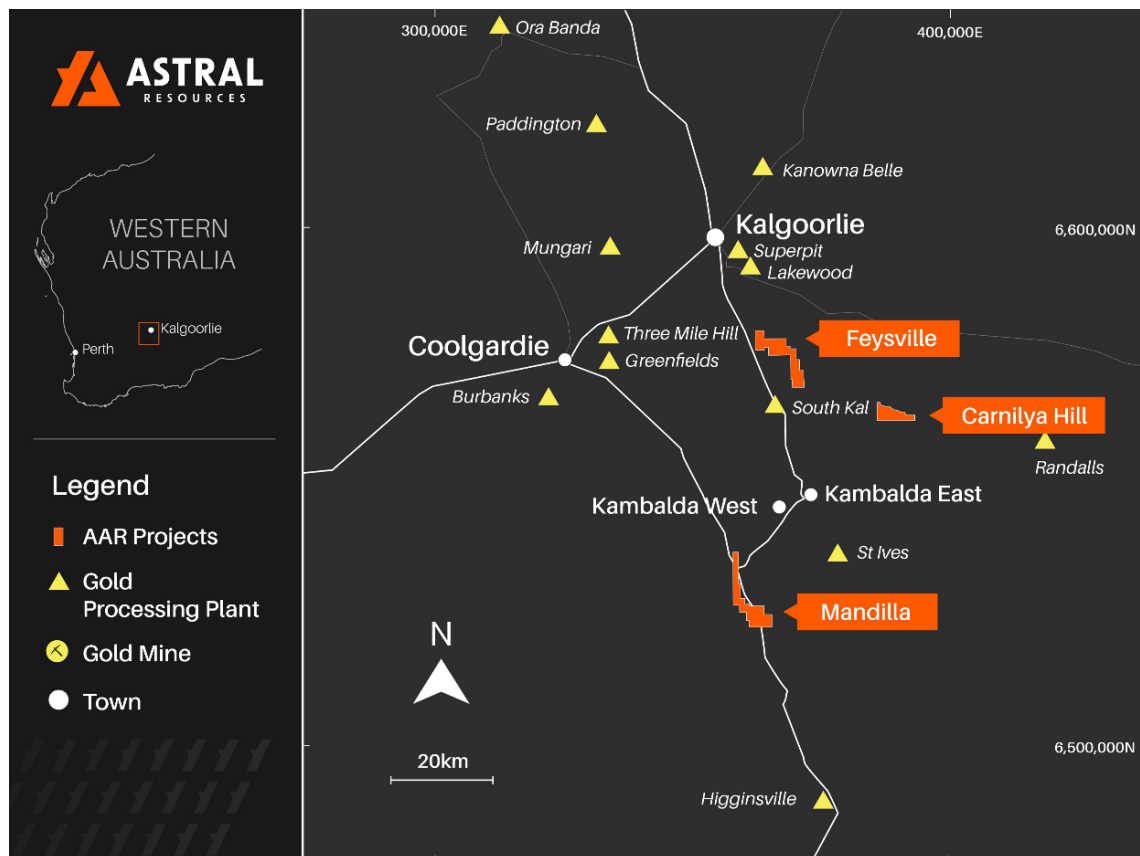 ASTRAL
RESOURCES
WESTERN
AUSTRALIA
Kalgoorlie
Perth
Legend
AAR Projects
Gold
Processing Plant
Gold Mine
Town
300,000E
400,000E
Ora Banda
Paddington
Kanowna Belle
Kalgoorlie
6,600,000N
Mungari
Superpit
Lakewood
Three Mile Hill
Feysville
Coolgardie
Greenfields
Burbanks
South Kal
Carnilya Hill
Randalls
Kambalda East
Kambalda West
St Ives
Mandilla
N
20km
6,500,000N
Higginsville